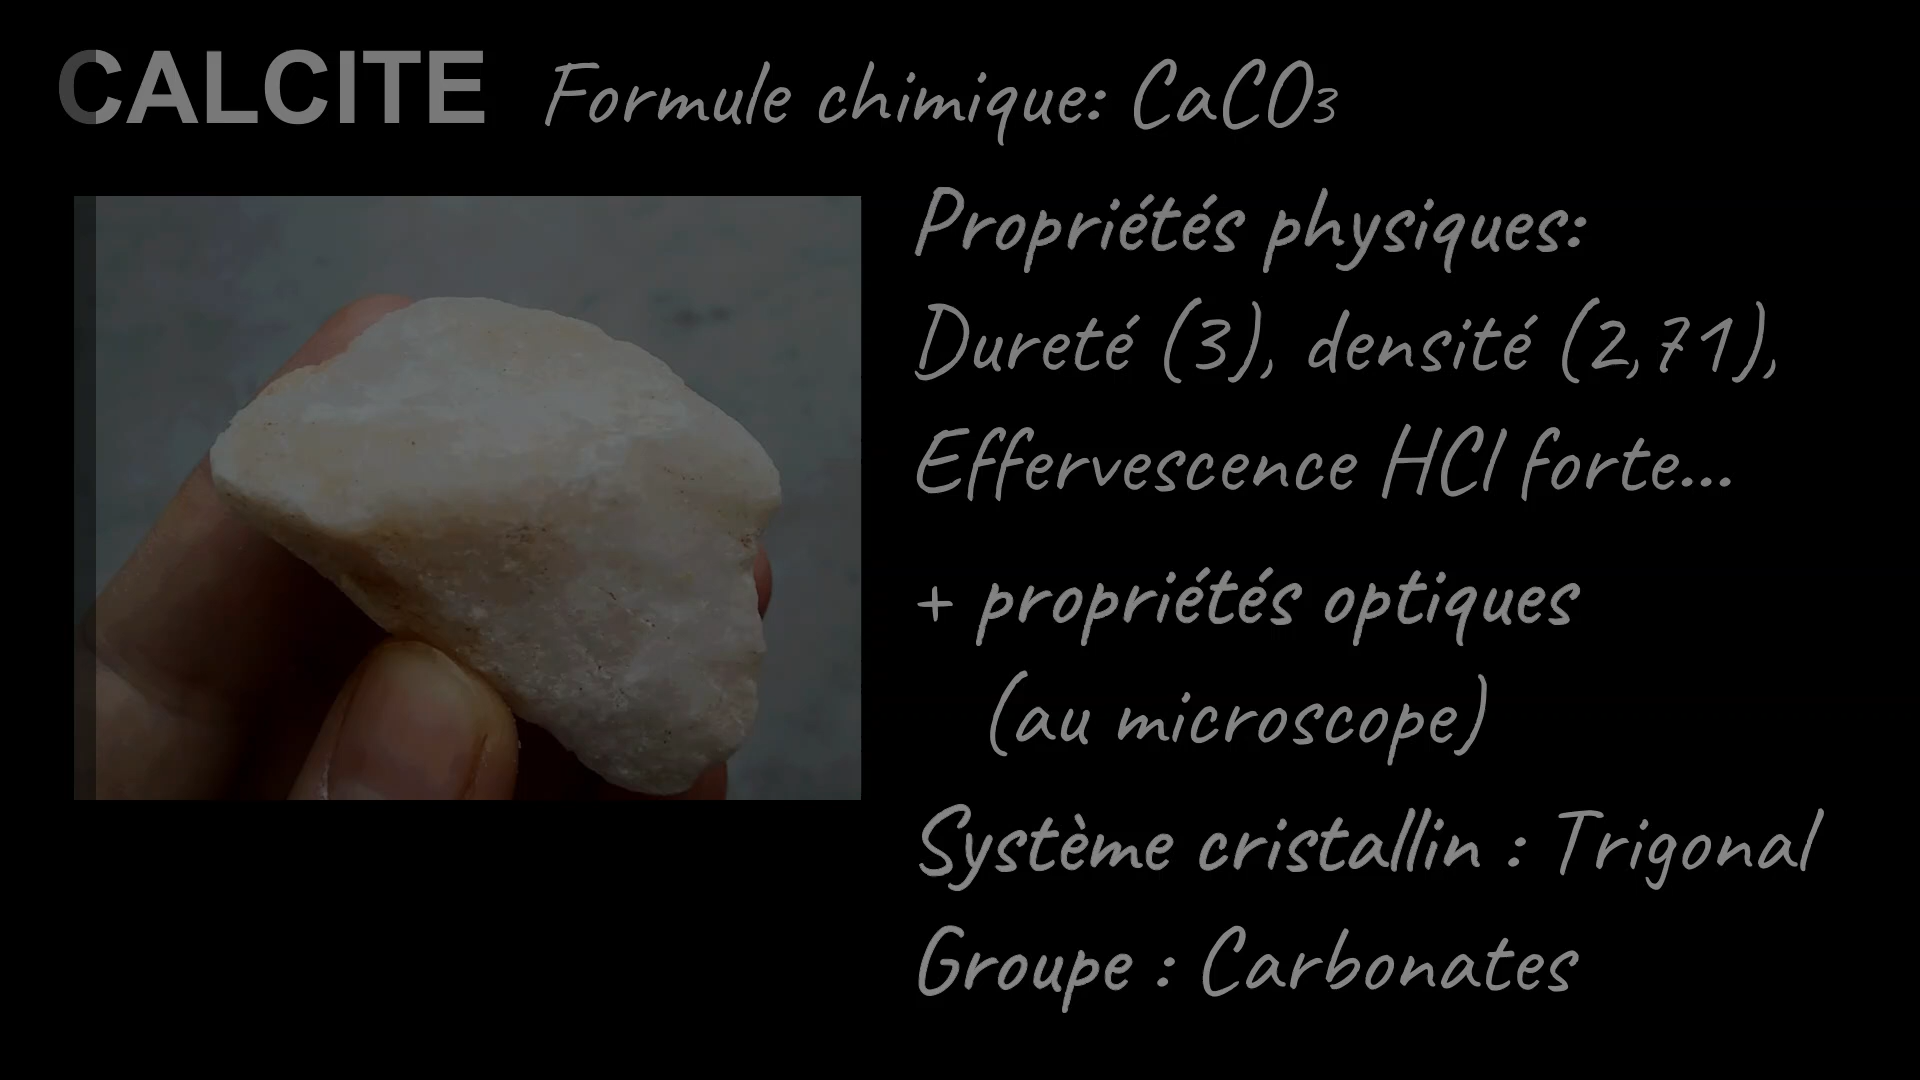 CALCITE Formule chimique: CaCO₃
Propriétés physiques:
Dureté (3), densité (2,71),
Effervescence HCl forte...
+ propriétés optiques
(au microscope)
Système cristallin : Trigonal
Groupe : Carbonates